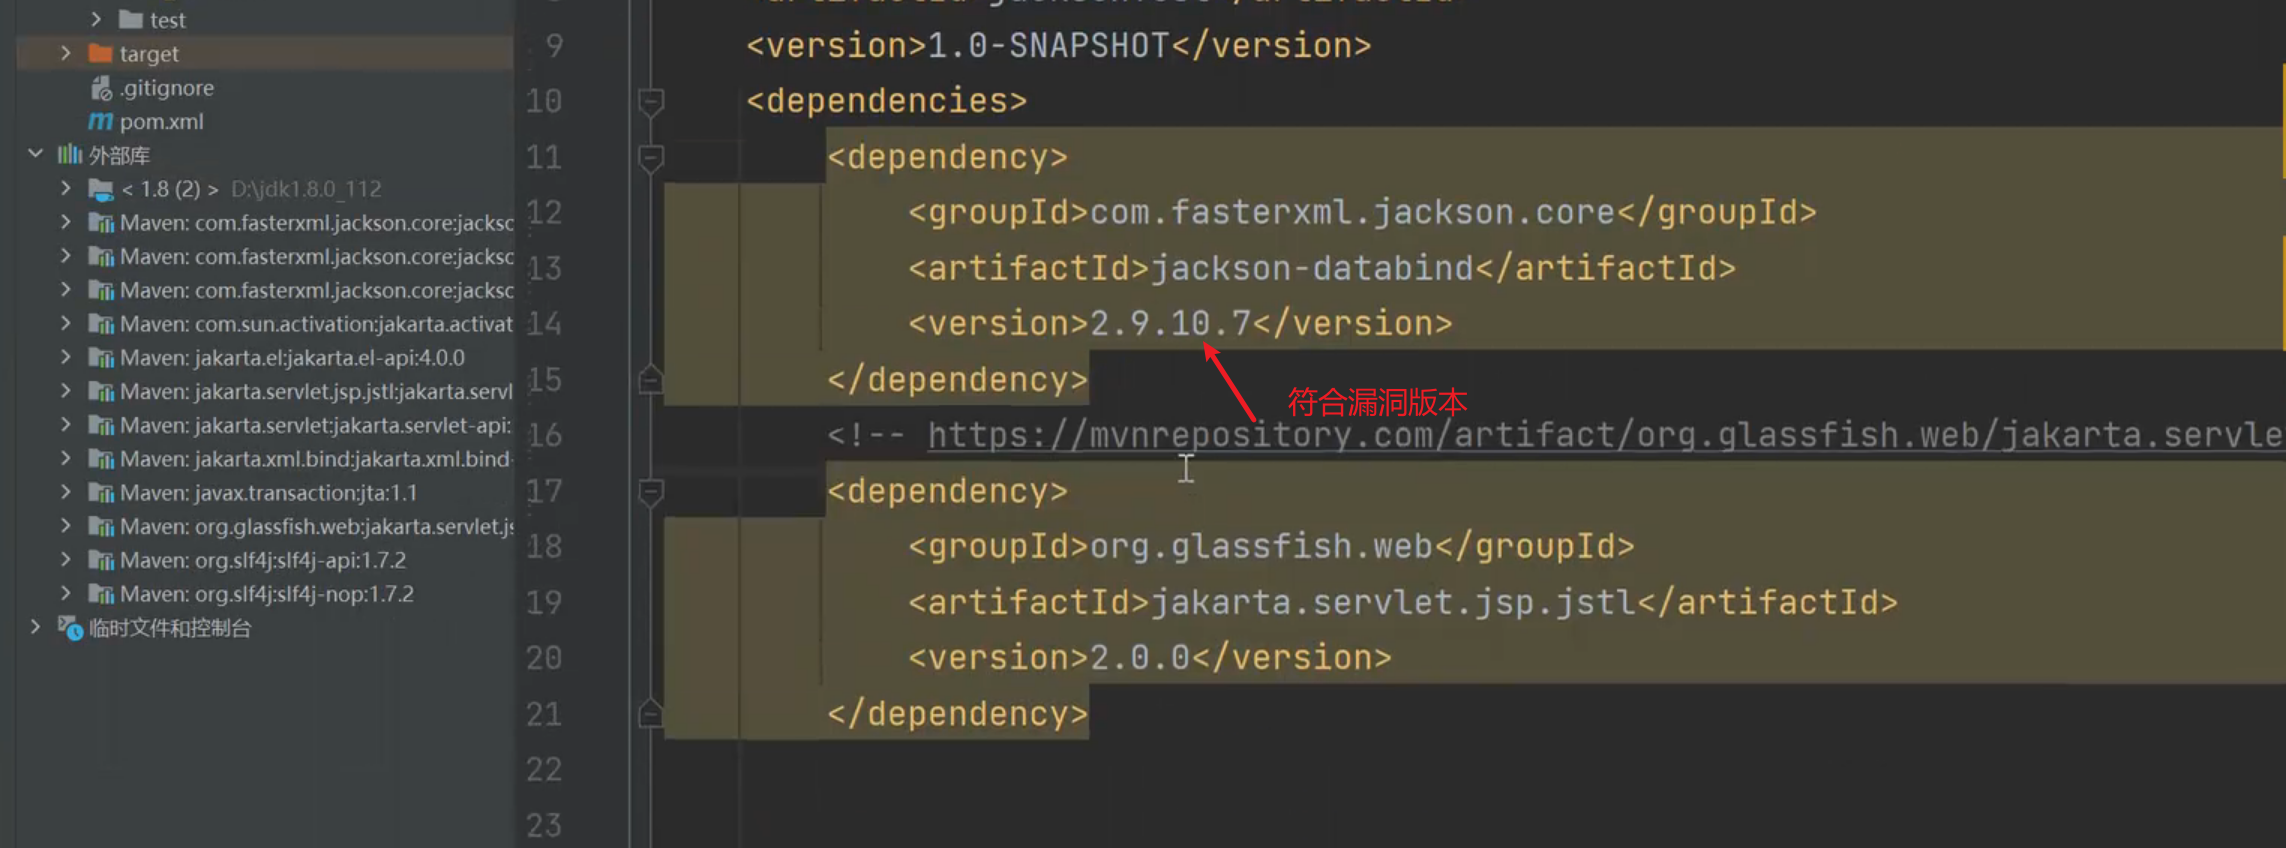 test
target
.gitignore
pom.xml
外部库
< 1.8 (2) > D:\jdk1.8.0_112
Maven: com.fasterxml.jackson.core:jackso
Maven: com.fasterxml.jackson.core:jackso
Maven: com.fasterxml.jackson.core:jackso
Maven: com.sun.activation:jakarta.activat
Maven: jakarta.el:jakarta.el-api:4.0.0
Maven: jakarta.servlet.jsp.jstl:jakarta.servl
Maven: jakarta.servlet:jakarta.servlet-api:
Maven: jakarta.xml.bind:jakarta.xml.bind-
Maven: javax.transaction:jta:1.1
Maven: org.glassfish.web:jakarta.servlet.js
Maven: org.slf4j:slf4j-api:1.7.2
Maven: org.slf4j:slf4j-nop:1.7.2
临时文件和控制台
9 <version>1.0-SNAPSHOT</version>
10 <dependencies>
11 <dependency>
12 <groupId>com.fasterxml.jackson.core</groupId>
13 <artifactId>jackson-databind</artifactId>
14 <version>2.9.10.7</version>
15 </dependency>
符合漏洞版本
16 <!-- https://mvnrepository.com/artifact/org.glassfish.web/jakarta.servle
17 <dependency>
18 <groupId>org.glassfish.web</groupId>
19 <artifactId>jakarta.servlet.jsp.jstl</artifactId>
20 <version>2.0.0</version>
21 </dependency>
22
23